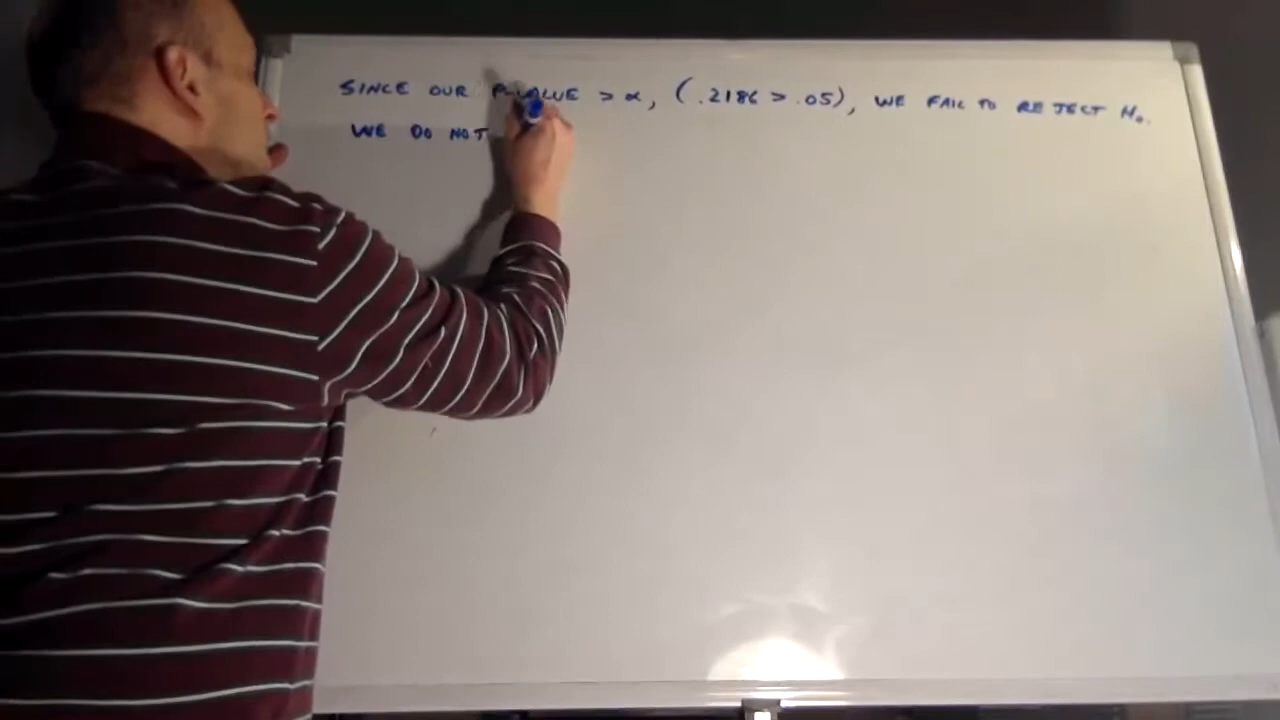 SINCE OUR P-VALUE > α, (.2186 > .05), WE FAIL TO REJECT H₀.
WE DO NOT